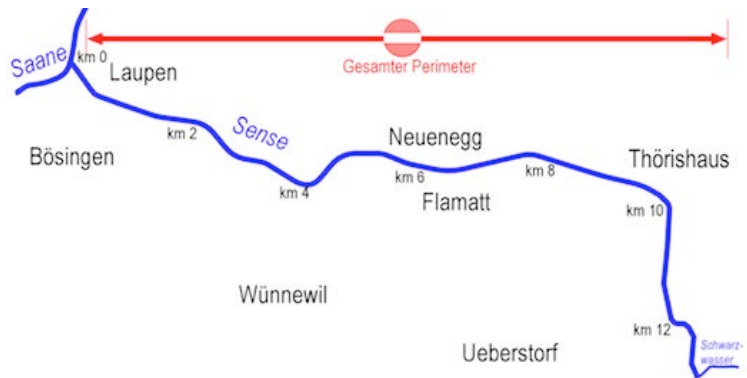 Saane
km 0
Gesamter Perimeter
Laupen
km 2
Sense
Neuenegg
Bösingen
Thörishaus
km 4
km 6
km 8
Flamatt
km 10
Wünnewil
km 12
Ueberstorf
Schwarz-
wasser